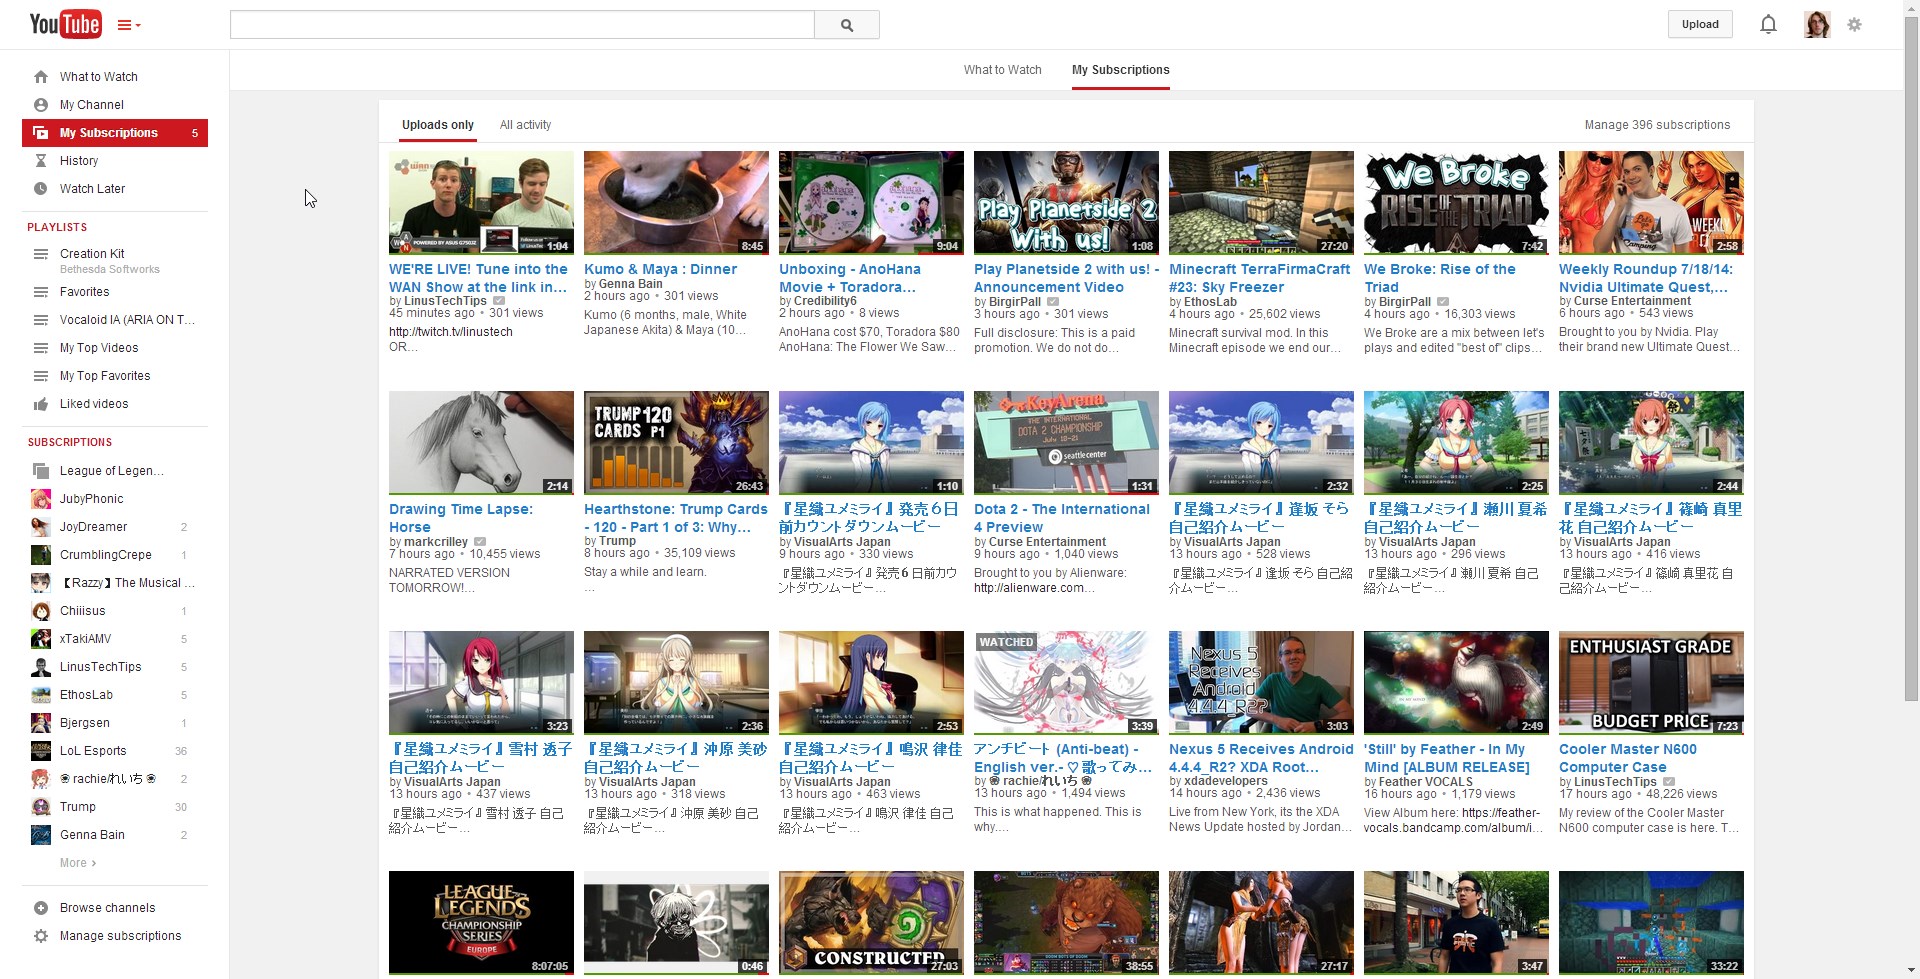 YouTube
Upload
What to Watch
My Channel
My Subscriptions 5
History
Watch Later
PLAYLISTS
Creation Kit
Bethesda Softworks
Favorites
Vocaloid IA (ARIA ON T...
My Top Videos
My Top Favorites
Liked videos
SUBSCRIPTIONS
League of Legen...
JubyPhonic
JoyDreamer 2
CrumblingCrepe 1
【Razzy】The Musical ...
Chiiisus 1
xTakiAMV 5
LinusTechTips 5
EthosLab 5
Bjergsen 1
LoL Esports 36
❀ rachie/れいち ❀ 2
Trump 30
Genna Bain 2
More ›
Browse channels
Manage subscriptions
What to Watch My Subscriptions
Uploads only All activity Manage 396 subscriptions
POWERED BY ASUS G750JZ
1:04
WE'RE LIVE! Tune into the
WAN Show at the link in...
by LinusTechTips
45 minutes ago • 301 views
http://twitch.tv/linustech
OR...
8:45
Kumo & Maya : Dinner
by Genna Bain
2 hours ago • 301 views
Kumo (6 months, male, White
Japanese Akita) & Maya (10...
9:04
Unboxing - AnoHana
Movie + Toradora...
by Credibility6
2 hours ago • 8 views
AnoHana cost $70, Toradora $80
AnoHana: The Flower We Saw...
Play Planetside 2
With us!
1:08
Play Planetside 2 with us! -
Announcement Video
by BirgirPall
3 hours ago • 301 views
Full disclosure: This is a paid
promotion. We do not do...
27:20
Minecraft TerraFirmaCraft
#23: Sky Freezer
by EthosLab
4 hours ago • 25,602 views
Minecraft survival mod. In this
Minecraft episode we end our...
We Broke
RISE OF THE TRIAD
7:42
We Broke: Rise of the
Triad
by BirgirPall
4 hours ago • 16,303 views
We Broke are a mix between let's
plays and edited "best of" clips...
Camping
WEEKLY
2:58
Weekly Roundup 7/18/14:
Nvidia Ultimate Quest,...
by Curse Entertainment
6 hours ago • 543 views
Brought to you by Nvidia. Play
their brand new Ultimate Quest...
2:14
Drawing Time Lapse:
Horse
by markcrilley
7 hours ago • 10,455 views
NARRATED VERSION
TOMORROW!...
TRUMP 120
CARDS P1
26:43
Hearthstone: Trump Cards
- 120 - Part 1 of 3: Why...
by Trump
8 hours ago • 35,109 views
Stay a while and learn.
...
1:10
『星織ユメミライ』発売６日
前カウントダウンムービー
by VisualArts Japan
9 hours ago • 330 views
『星織ユメミライ』発売６日前カウ
ントダウンムービー...
KeyArena
THE INTERNATIONAL
DOTA 2 CHAMPIONSHIP
July 18-21
seattlecenter
1:31
Dota 2 - The International
4 Preview
by Curse Entertainment
9 hours ago • 1,040 views
Brought to you by Alienware:
http://alienware.com...
2:32
『星織ユメミライ』逢坂 そら
自己紹介ムービー
by VisualArts Japan
13 hours ago • 528 views
『星織ユメミライ』逢坂 そら 自己紹
介ムービー...
2:25
『星織ユメミライ』瀬川 夏希
自己紹介ムービー
by VisualArts Japan
13 hours ago • 296 views
『星織ユメミライ』瀬川 夏希 自己
紹介ムービー...
2:44
『星織ユメミライ』篠崎 真里
花 自己紹介ムービー
by VisualArts Japan
13 hours ago • 416 views
『星織ユメミライ』篠崎 真里花 自
己紹介ムービー...
3:23
『星織ユメミライ』雪村 透子
自己紹介ムービー
by VisualArts Japan
13 hours ago • 437 views
『星織ユメミライ』雪村 透子 自己
紹介ムービー...
2:36
『星織ユメミライ』沖原 美砂
自己紹介ムービー
by VisualArts Japan
13 hours ago • 318 views
『星織ユメミライ』沖原 美砂 自己
紹介ムービー...
2:53
『星織ユメミライ』鳴沢 律佳
自己紹介ムービー
by VisualArts Japan
13 hours ago • 463 views
『星織ユメミライ』鳴沢 律佳 自己
紹介ムービー...
WATCHED
3:39
アンチビート (Anti-beat) -
English ver.- ♡ 歌ってみ...
by ❀ rachie/れいち ❀
13 hours ago • 1,494 views
This is what happened. This is
why....
Nexus 5
Receives
Android
4.4.4_R2?
3:03
Nexus 5 Receives Android
4.4.4_R2? XDA Root...
by xdadevelopers
14 hours ago • 2,436 views
Live from New York, its the XDA
News Update hosted by Jordan...
2:49
'Still' by Feather - In My
Mind [ALBUM RELEASE]
by Feather VOCALS
16 hours ago • 1,179 views
View Album here: https://feather-
vocals.bandcamp.com/album/i...
ENTHUSIAST GRADE
BUDGET PRICE
7:23
Cooler Master N600
Computer Case
by LinusTechTips
17 hours ago • 48,226 views
My review of the Cooler Master
N600 computer case is here. T...
LEAGUE
LEGENDS
CHAMPIONSHIP
SERIES
EUROPE
8:07:05
0:46
CONSTRUCTED
27:03
38:55
27:17
3:47
33:22